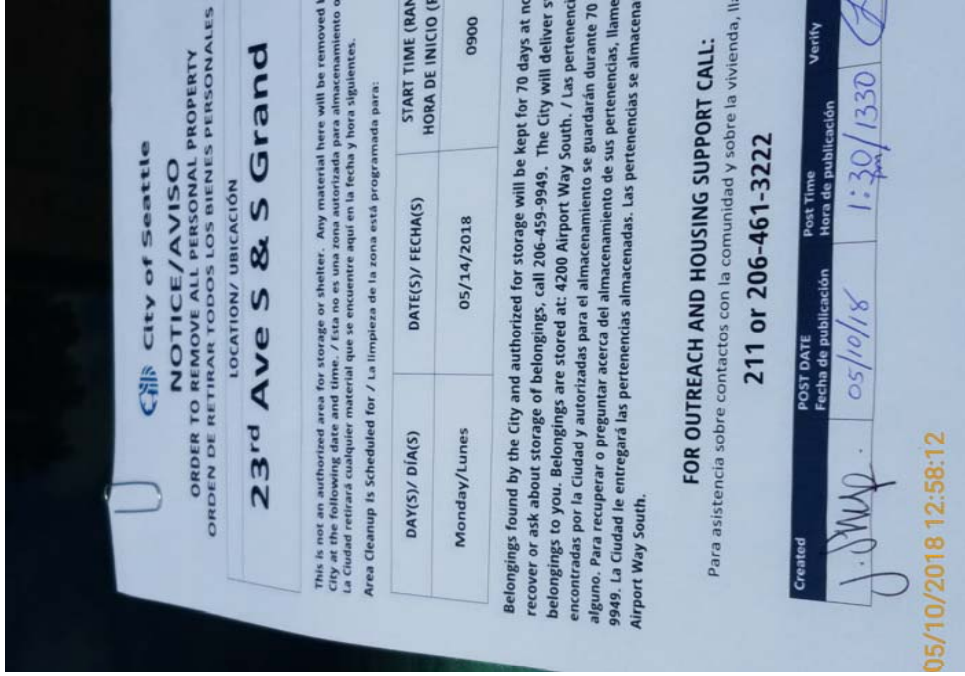 City of Seattle
NOTICE/AVISO
ORDER TO REMOVE ALL PERSONAL PROPERTY
ORDEN DE RETIRAR TODOS LOS BIENES PERSONALES
LOCATION/ UBICACIÓN
23rd Ave S & S Grand
This is not an authorized area for storage or shelter. Any material here will be removed
City at the following date and time. / Esta no es una zona autorizada para almacenamiento
La Ciudad retirará cualquier material que se encuentre aquí en la fecha y hora siguientes.
Area Cleanup Is Scheduled for / La limpieza de la zona está programada para:
DAY(S)/ DÍA(S) DATE(S)/ FECHA(S) START TIME
HORA DE INICIO
Monday/Lunes 05/14/2018 0900
Belongings found by the City and authorized for storage will be kept for 70 days at
recover or ask about storage of belongings, call 206-459-9949. The City will deliver
belongings to you. Belongings are stored at: 4200 Airport Way South. / Las
encontradas por la Ciudad y autorizadas para el almacenamiento se guardarán durante 70
alguno. Para recuperar o preguntar acerca del almacenamiento de sus pertenencias, llame
9949. La Ciudad le entregará las pertenencias almacenadas. Las pertenencias se
Airport Way South.
FOR OUTREACH AND HOUSING SUPPORT CALL:
Para asistencia sobre contactos con la comunidad y sobre la vivienda,
211 or 206-461-3222
Created POST DATE Post Time Verify
Fecha de publicación Hora de publicación
05/10/18 1:30pm/1330
05/10/2018 12:58:12